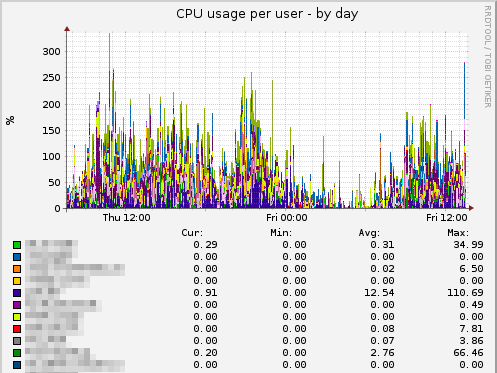 CPU usage per user - by day
RRDTOOL / TOBI OETIKER
%
300
250
200
150
100
50
0
Thu 12:00 Fri 00:00 Fri 12:00
Cur: Min: Avg: Max:
0.29 0.00 0.31 34.99
0.00 0.00 0.00 0.00
0.00 0.00 0.02 6.50
0.00 0.00 0.00 0.00
0.91 0.00 12.54 110.69
0.00 0.00 0.00 0.49
0.00 0.00 0.00 0.00
0.00 0.00 0.08 7.81
0.00 0.00 0.07 3.86
0.20 0.00 2.76 66.46
0.00 0.00 0.00 0.00